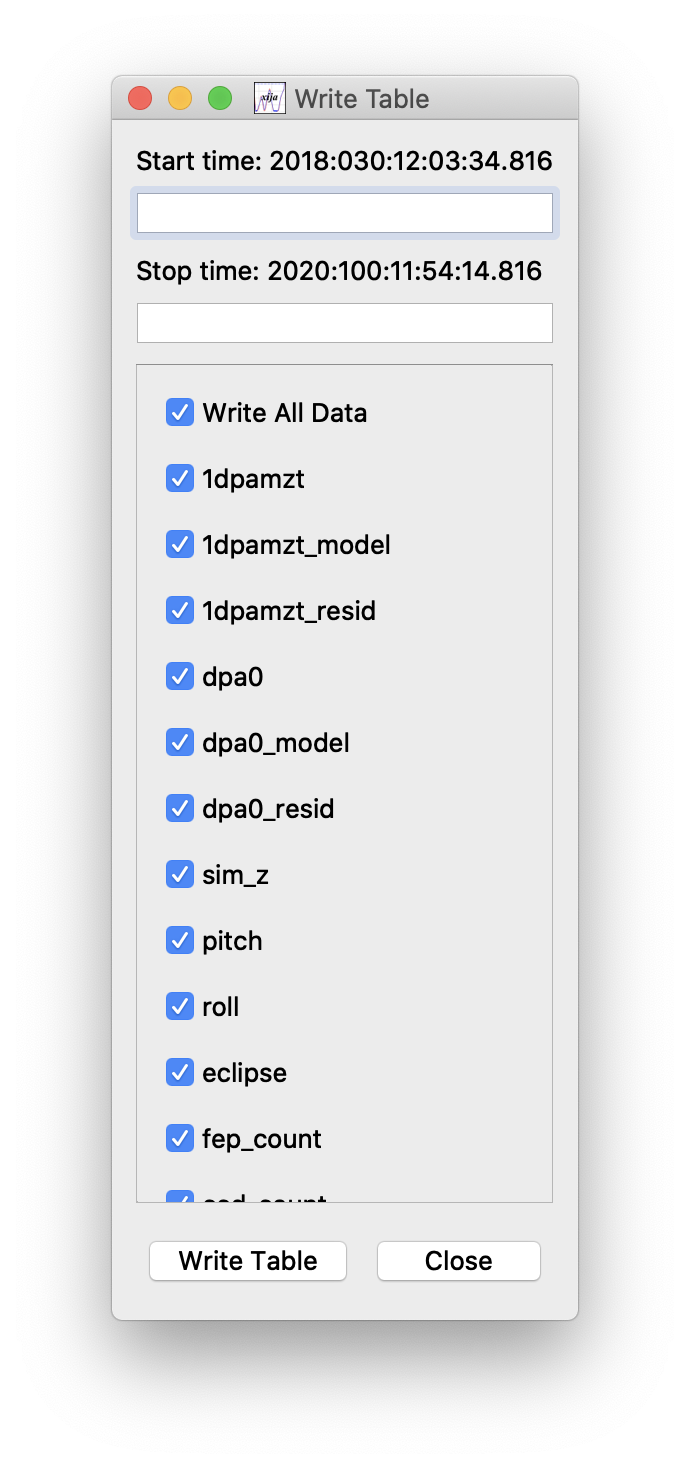 xija Write Table
Start time: 2018:030:12:03:34.816
Stop time: 2020:100:11:54:14.816
Write All Data
1dpamzt
1dpamzt_model
1dpamzt_resid
dpa0
dpa0_model
dpa0_resid
sim_z
pitch
roll
eclipse
fep_count
Write Table Close